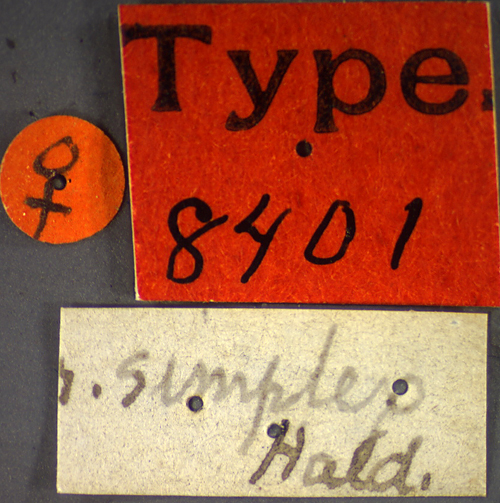 Type.
♀
8401
simplex
Hald.